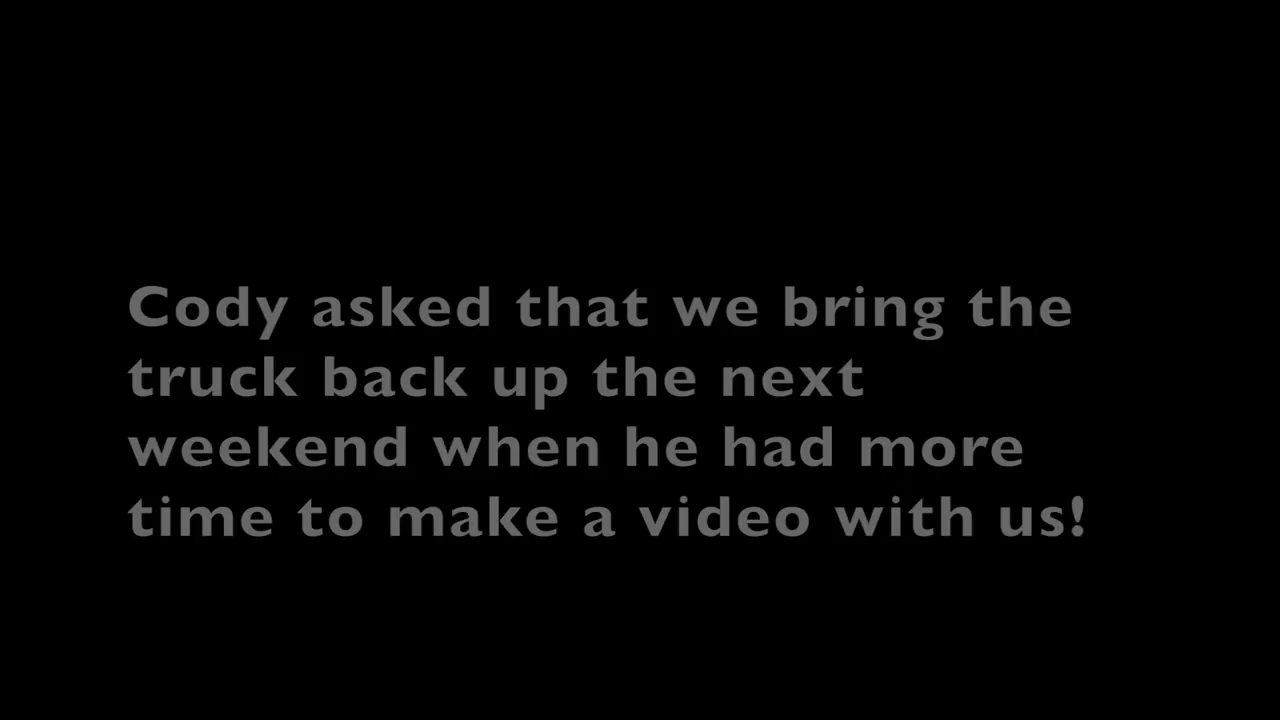 Cody asked that we bring the
truck back up the next
weekend when he had more
time to make a video with us!